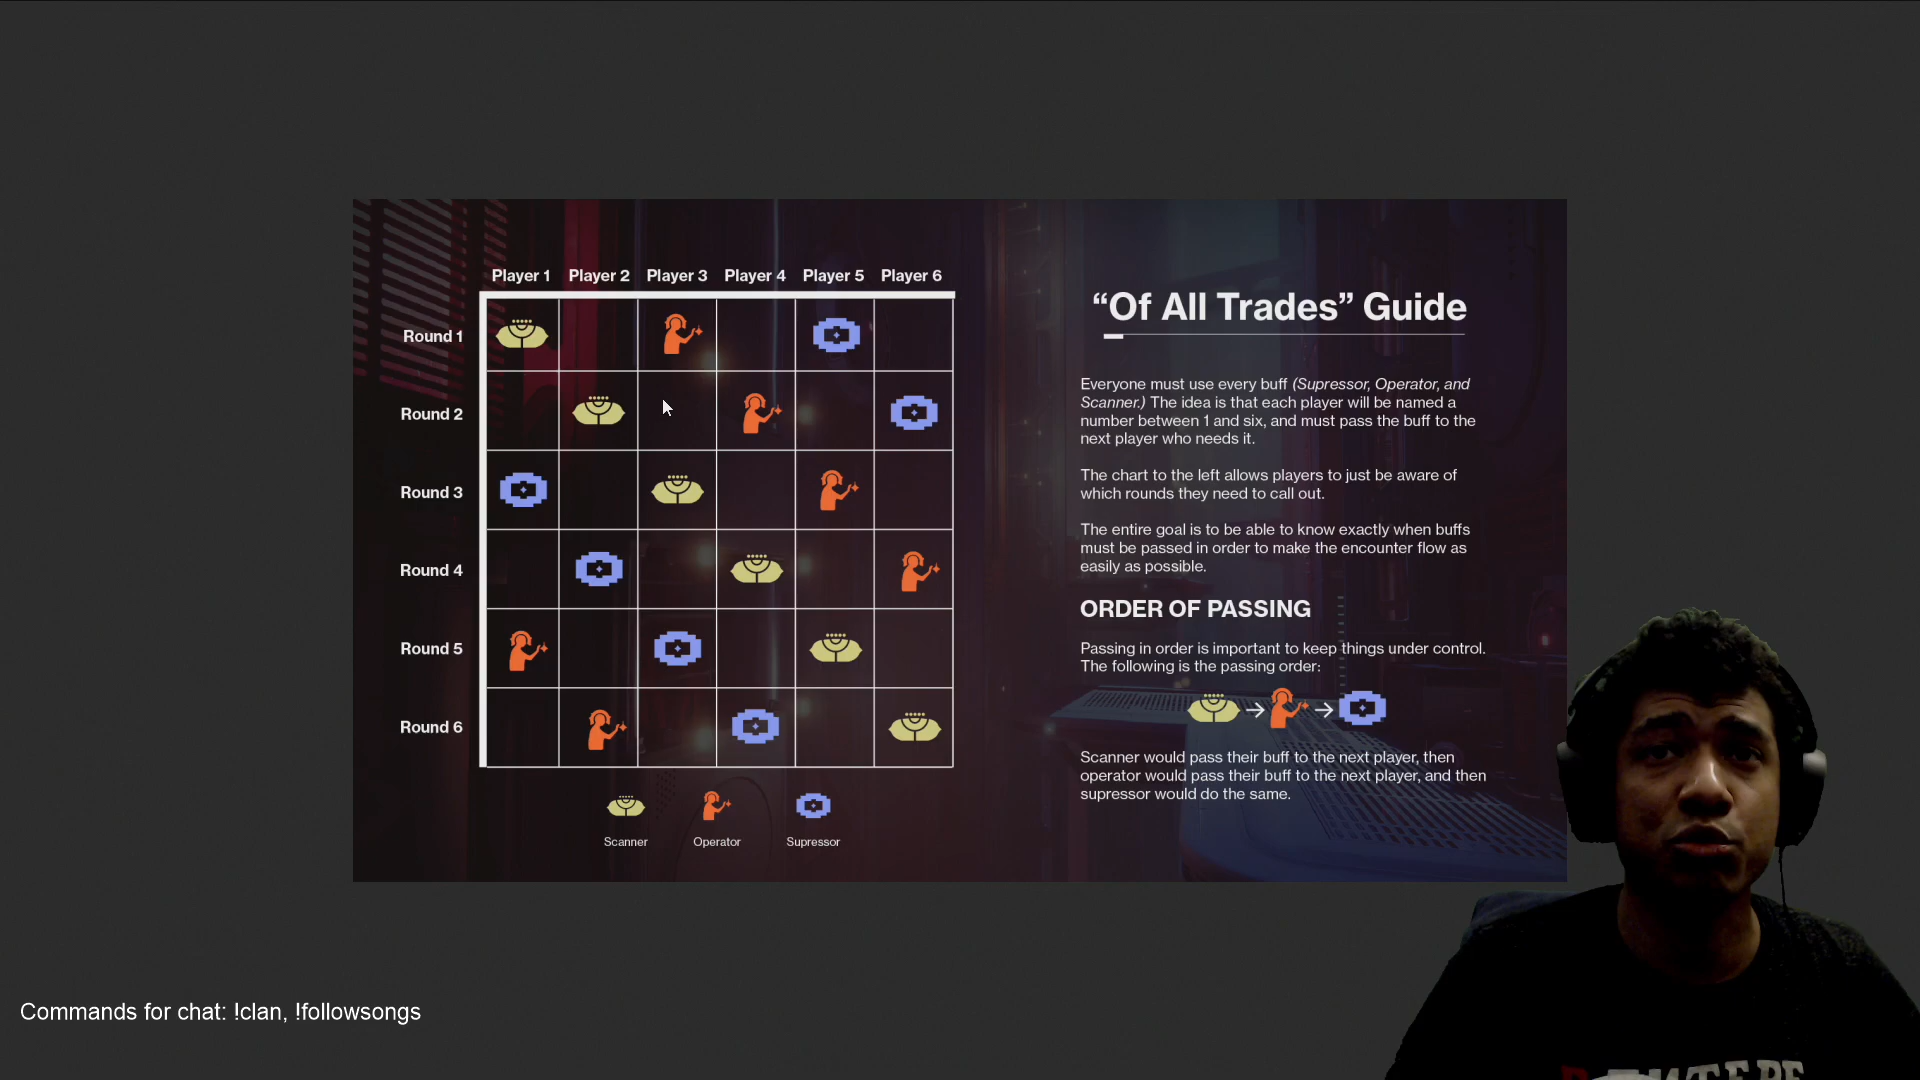 Player 1 Player 2 Player 3 Player 4 Player 5 Player 6
Round 1
Round 2
Round 3
Round 4
Round 5
Round 6
Scanner Operator Supressor
“Of All Trades” Guide
Everyone must use every buff (Supressor, Operator, and
Scanner.) The idea is that each player will be named a
number between 1 and six, and must pass the buff to the
next player who needs it.
The chart to the left allows players to just be aware of
which rounds they need to call out.
The entire goal is to be able to know exactly when buffs
must be passed in order to make the encounter flow as
easily as possible.
ORDER OF PASSING
Passing in order is important to keep things under control.
The following is the passing order:
Scanner would pass their buff to the next player, then
operator would pass their buff to the next player, and then
supressor would do the same.
Commands for chat: !clan, !followsongs